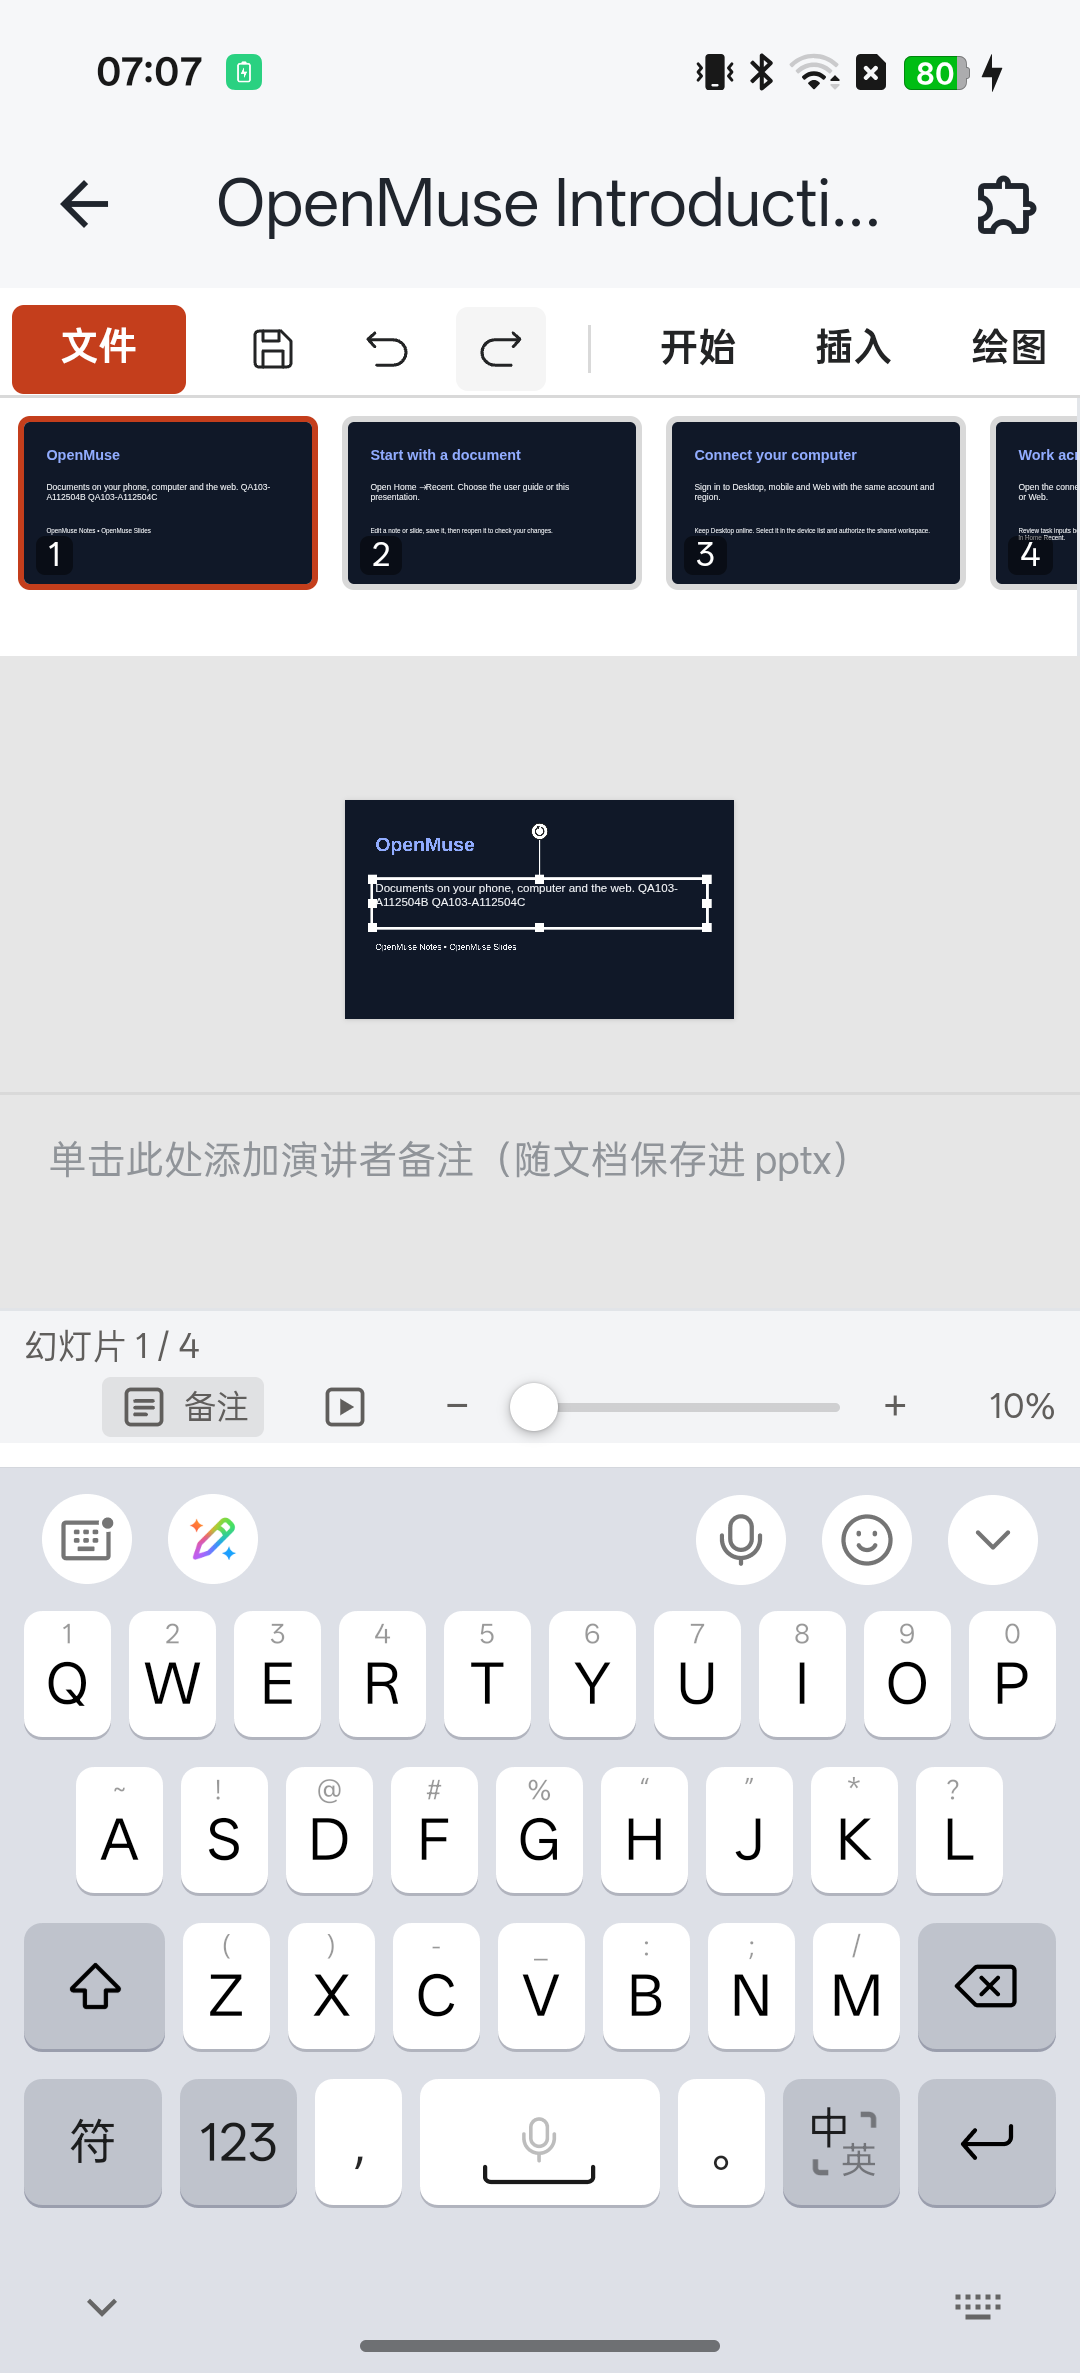 07:07
80
OpenMuse Introducti...
文件
开始
插入
绘图
OpenMuse
Documents on your phone, computer and the web. QA103-
A112504B QA103-A112504C
OpenMuse Notes • OpenMuse Slides
1
Start with a document
Open Home →Recent. Choose the user guide or this
presentation.
Edit a note or slide, save it, then reopen it to check your changes.
2
Connect your computer
Sign in to Desktop, mobile and Web with the same account and
region.
Keep Desktop online. Select it in the device list and authorize the shared workspace.
3
Work acr
Open the conne
or Web.
Review task inputs b
In Home Recent.
4
OpenMuse
Documents on your phone, computer and the web. QA103-
A112504B QA103-A112504C
OpenMuse Notes • OpenMuse Slides
单击此处添加演讲者备注（随文档保存进 pptx）
幻灯片 1 / 4
备注
− + 10%
1 2 3 4 5 6 7 8 9 0
Q W E R T Y U I O P
~ ! @ # % “ ” * ?
A S D F G H J K L
( ) - _ : ; /
Z X C V B N M
符 123 , 。 中 英